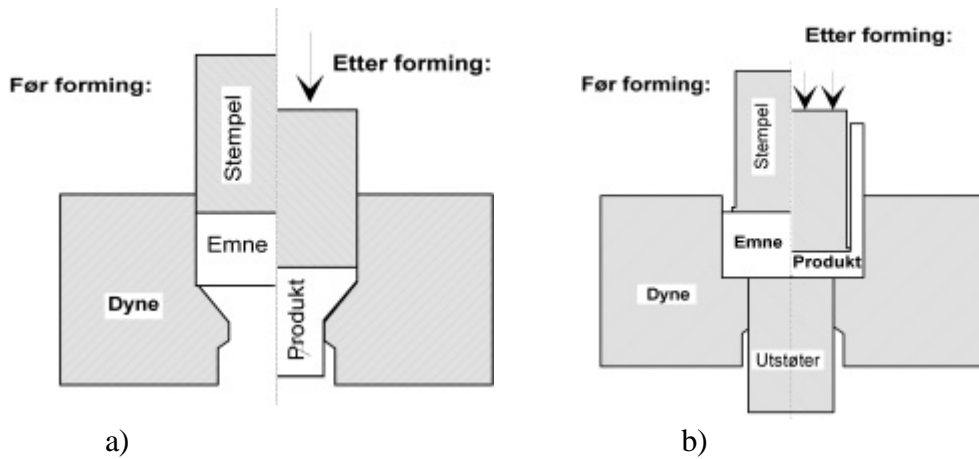 Før forming:
Etter forming:
Stempel
Emne
Dyne
Produkt
a)
Før forming:
Etter forming:
Stempel
Emne
Produkt
Dyne
Utstøter
b)